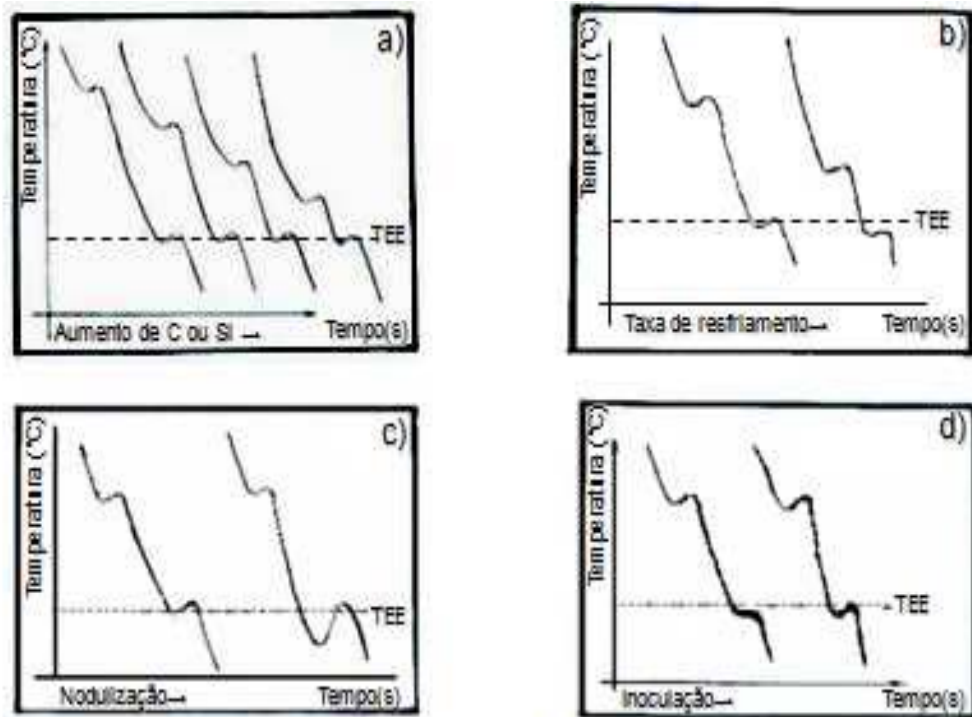 a)
Temperatura (°C)
TEE
Aumento de C ou Si →
Tempo(s)
b)
Temperatura (°C)
TEE
Taxa de resfriamento→
Tempo(s)
c)
Temperatura (°C)
TEE
Nodulização→
Tempo(s)
d)
Temperatura (°C)
TEE
Inoculação→
Tempo(s)